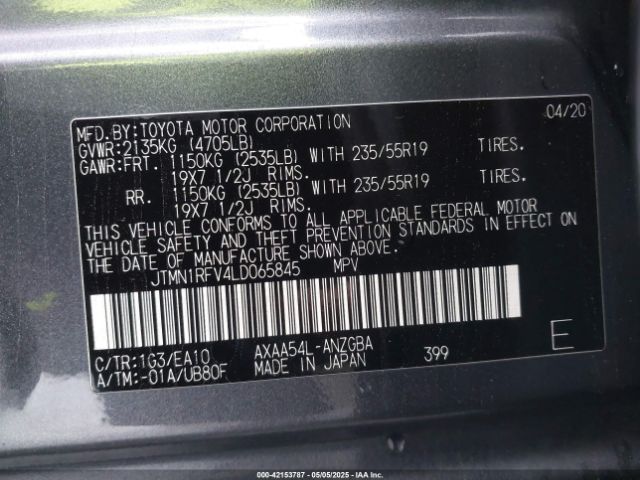 MFD.BY:TOYOTA MOTOR CORPORATION 04/20
GVWR:2135KG (4705LB)
GAWR:FRT. 1150KG (2535LB) WITH 235/55R19 TIRES.
19X7 1/2J RIMS.
RR. 1150KG (2535LB) WITH 235/55R19 TIRES.
19X7 1/2J RIMS.
THIS VEHICLE CONFORMS TO ALL APPLICABLE FEDERAL MOTOR
VEHICLE SAFETY AND THEFT PREVENTION STANDARDS IN EFFECT ON
THE DATE OF MANUFACTURE SHOWN ABOVE.
JTMN1RFV4LD065845 MPV
C/TR:1G3/EA10 AXAA54L-ANZGBA E
A/TM:-01A/UB80F MADE IN JAPAN 399
000-42153787 - 05/05/2025 - IAA Inc.